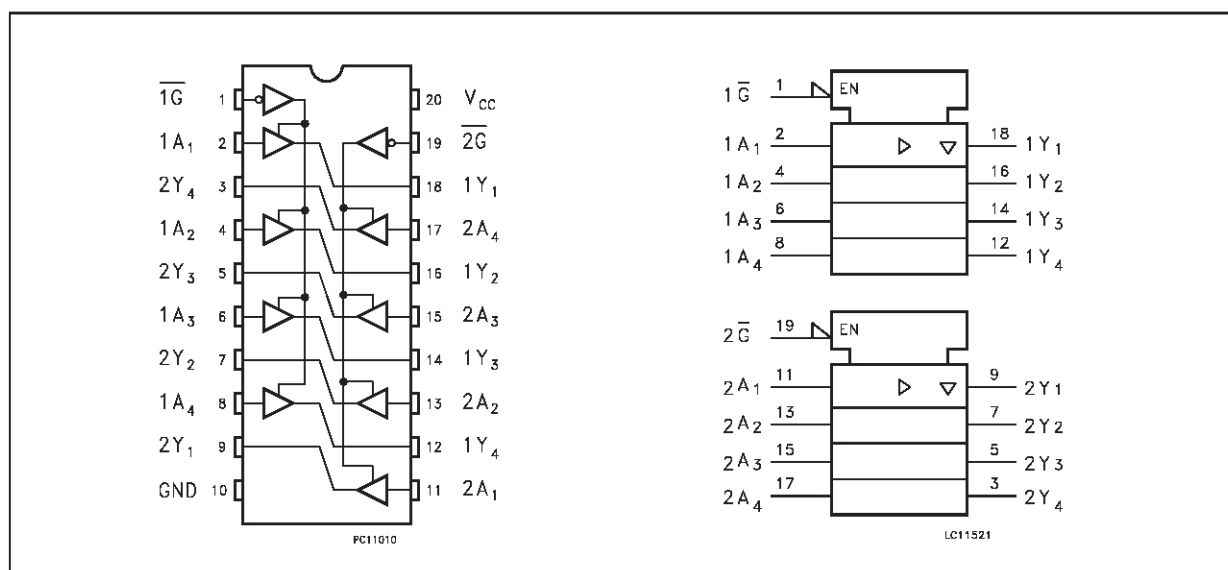 1G̅ 1 20 VCC
1A1 2 19 2G̅
2Y4 3 18 1Y1
1A2 4 17 2A4
2Y3 5 16 1Y2
1A3 6 15 2A3
2Y2 7 14 1Y3
1A4 8 13 2A2
2Y1 9 12 1Y4
GND 10 11 2A1
PC11010
1G̅ 1 EN
1A1 2 18 1Y1
1A2 4 16 1Y2
1A3 6 14 1Y3
1A4 8 12 1Y4
2G̅ 19 EN
2A1 11 9 2Y1
2A2 13 7 2Y2
2A3 15 5 2Y3
2A4 17 3 2Y4
LC11521